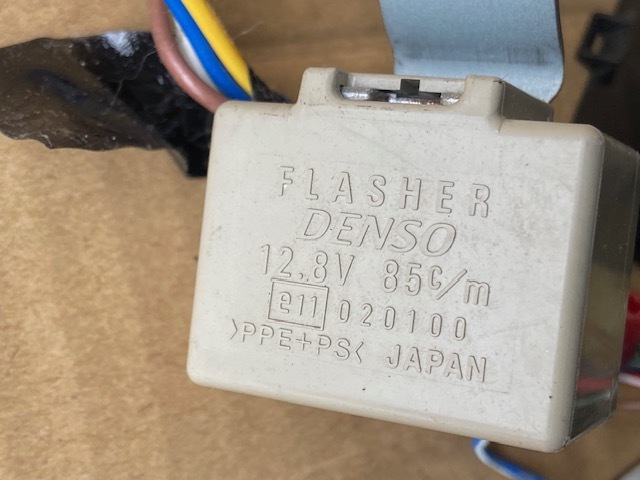 FLASHER
DENSO
12.8V 85c/m
e11 020100
>PPE+PS< JAPAN